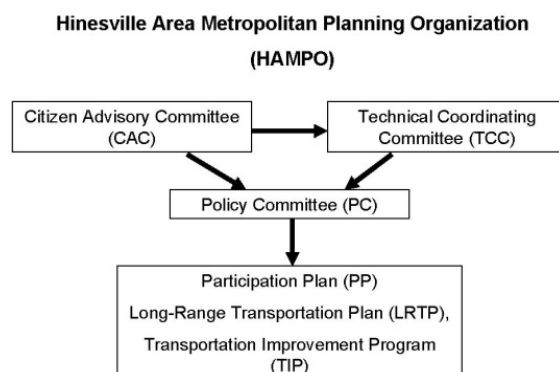 Hinesville Area Metropolitan Planning Organization
(HAMPO)
Citizen Advisory Committee
(CAC)
Technical Coordinating
Committee (TCC)
Policy Committee (PC)
Participation Plan (PP)
Long-Range Transportation Plan (LRTP),
Transportation Improvement Program
(TIP)